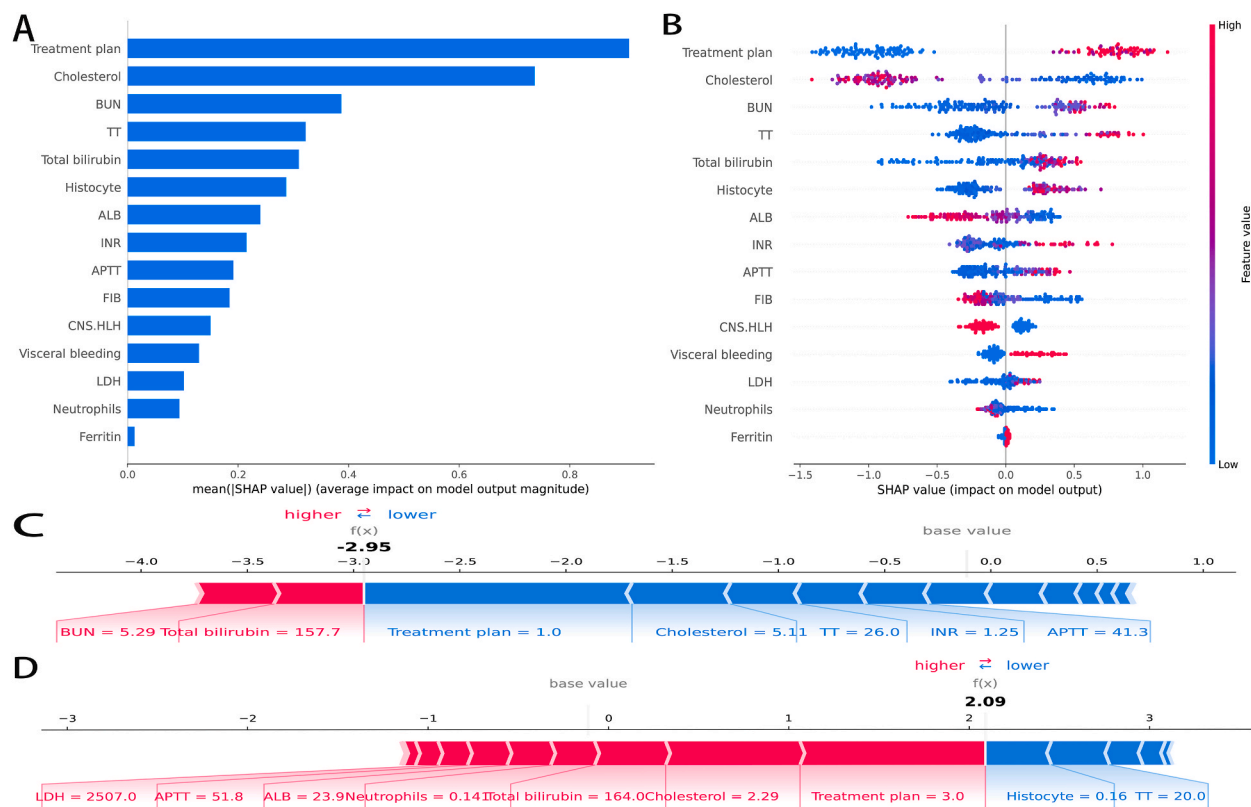 A
Treatment plan
Cholesterol
BUN
TT
Total bilirubin
Histocyte
ALB
INR
APTT
FIB
CNS.HLH
Visceral bleeding
LDH
Neutrophils
Ferritin
0.0 0.2 0.4 0.6 0.8
mean(|SHAP value|) (average impact on model output magnitude)
B
Treatment plan
Cholesterol
BUN
TT
Total bilirubin
Histocyte
ALB
INR
APTT
FIB
CNS.HLH
Visceral bleeding
LDH
Neutrophils
Ferritin
−1.5 −1.0 −0.5 0.0 0.5 1.0
SHAP value (impact on model output)
High
Feature value
Low
C
higher ⇄ lower
f(x) base value
-2.95
−4.0 −3.5 −3.0 −2.5 −2.0 −1.5 −1.0 −0.5 0.0 0.5 1.0
BUN = 5.29 Total bilirubin = 157.7 Treatment plan = 1.0 Cholesterol = 5.11 TT = 26.0 INR = 1.25 APTT = 41.3
D
higher ⇄ lower
base value f(x)
2.09
−3 −2 −1 0 1 2 3
LDH = 2507.0 APTT = 51.8 ALB = 23.9 Neutrophils = 0.141 Total bilirubin = 164.0 Cholesterol = 2.29 Treatment plan = 3.0 Histocyte = 0.16 TT = 20.0